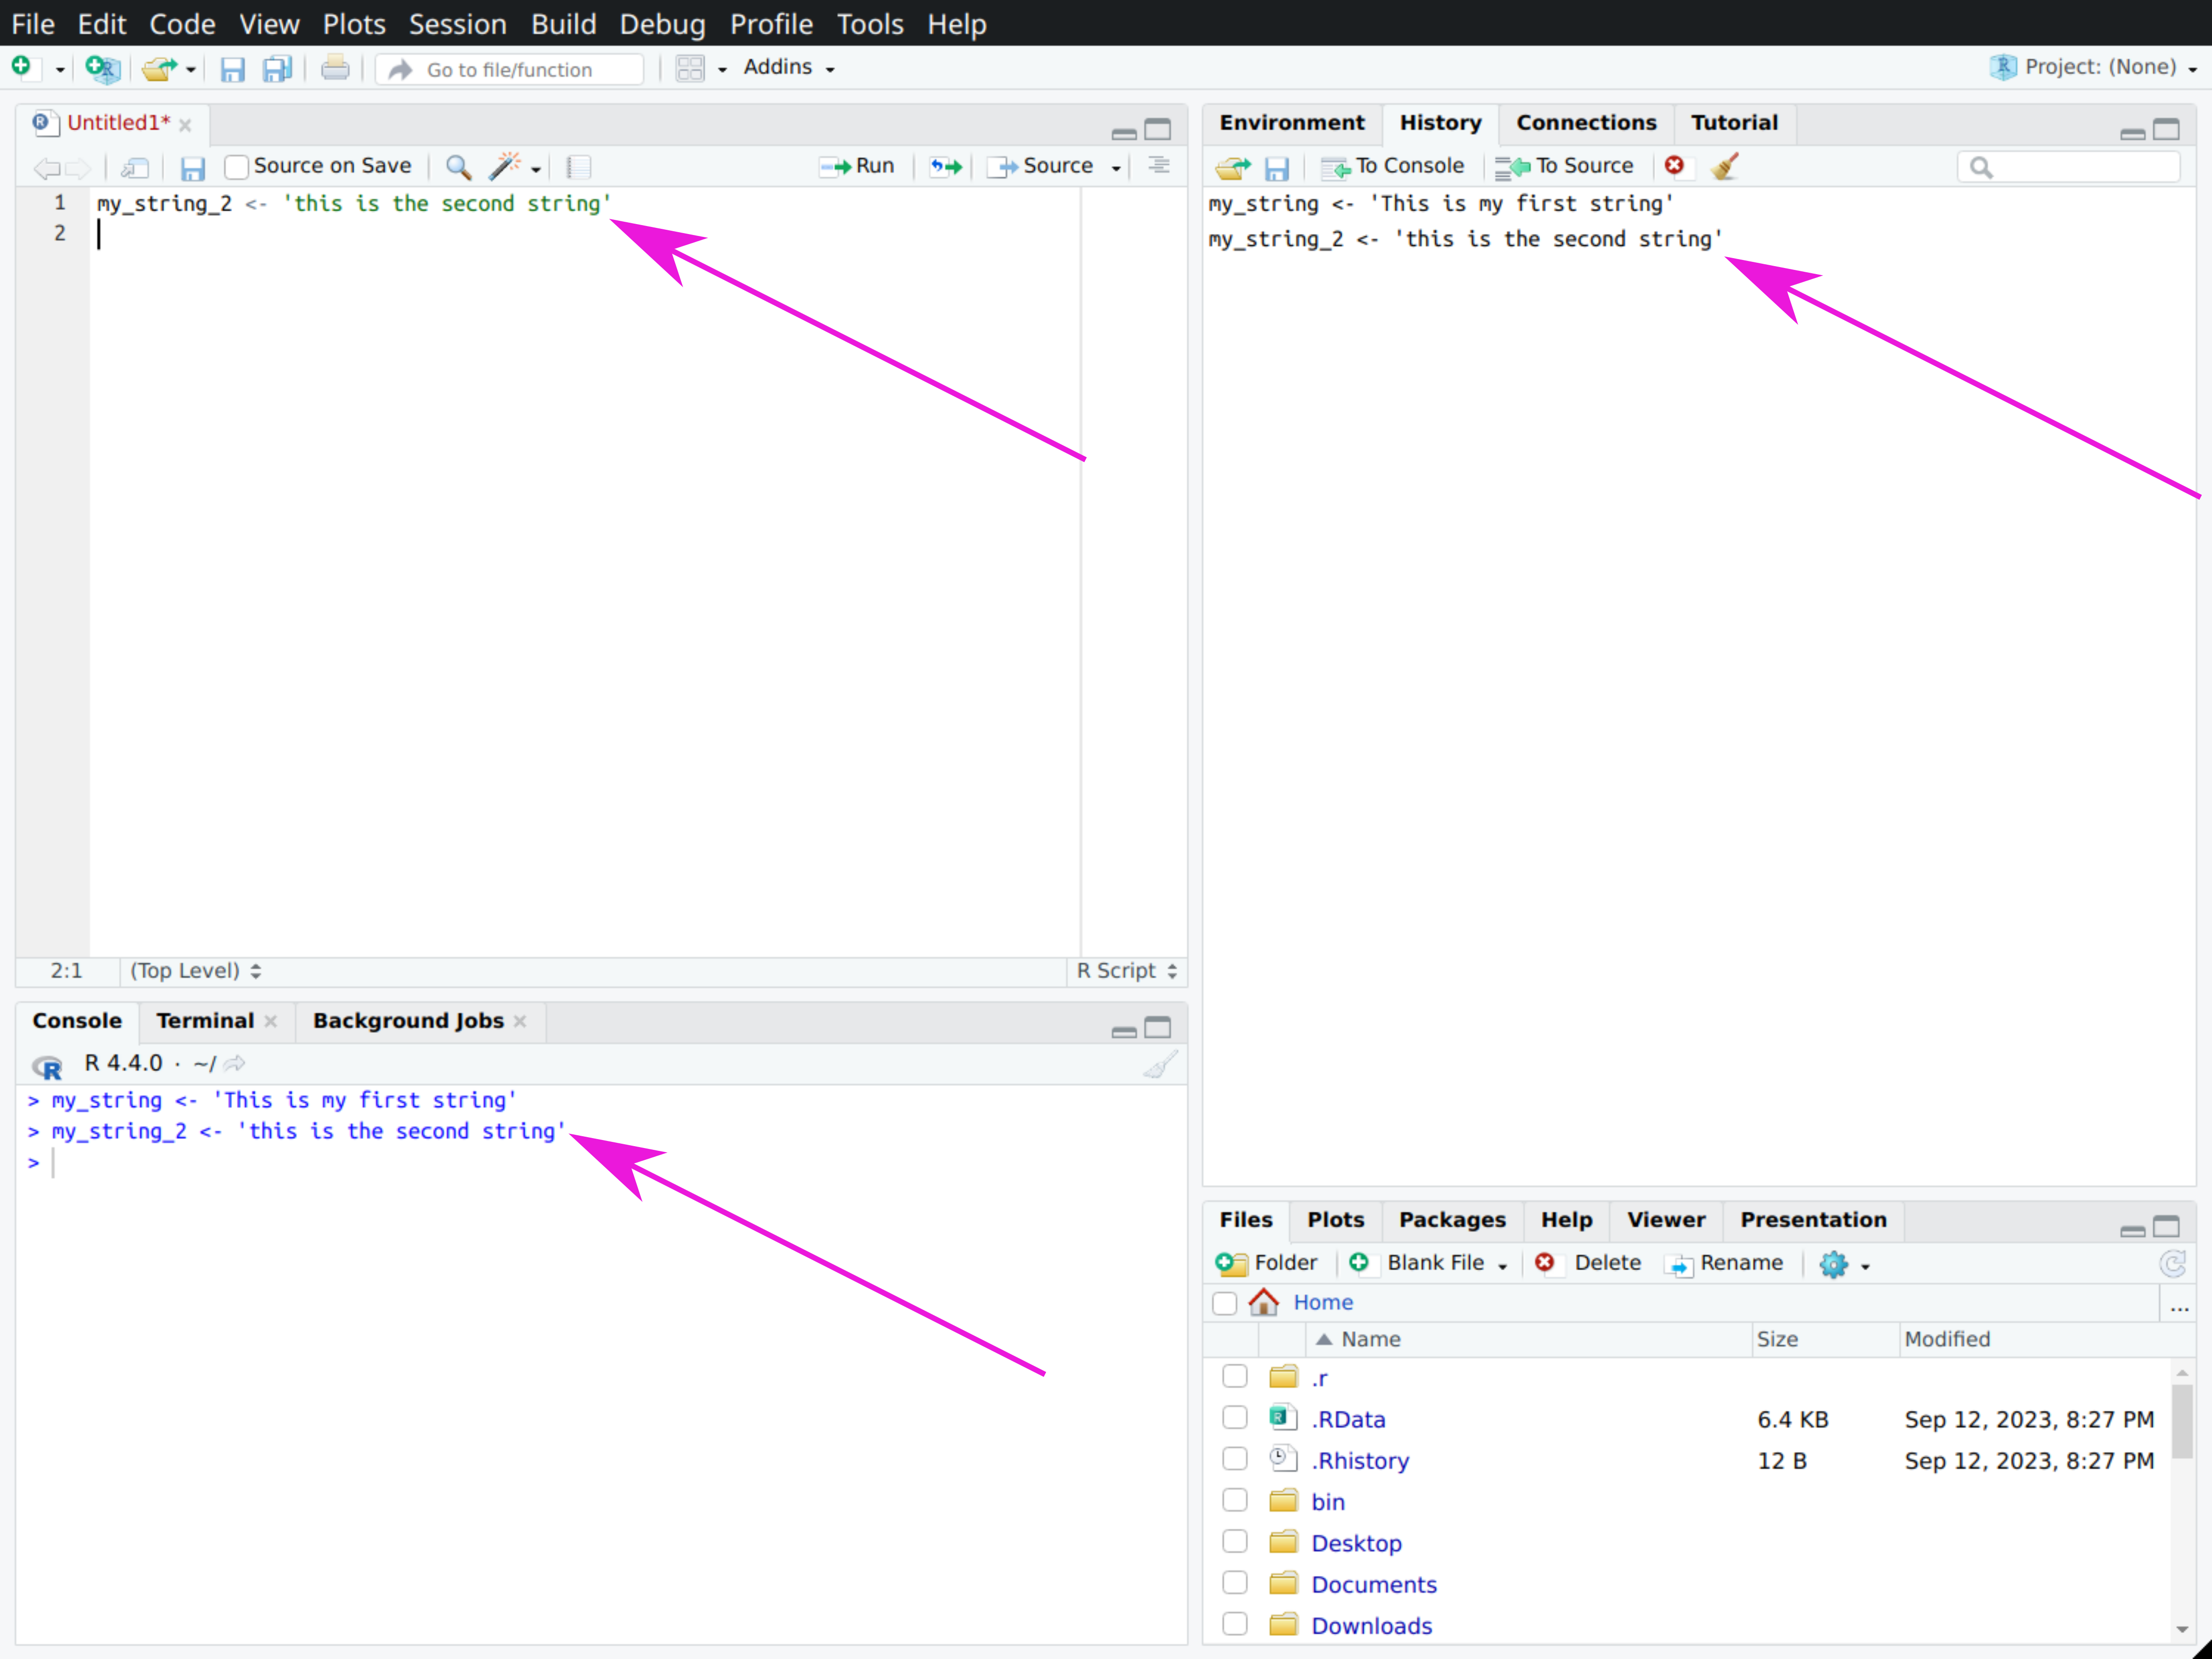 File Edit Code View Plots Session Build Debug Profile Tools Help
Go to file/function Addins Project: (None)
Untitled1*
Source on Save Run Source
1 my_string_2 <- 'this is the second string'
2
2:1 (Top Level) R Script
Console Terminal Background Jobs
R 4.4.0 · ~/
> my_string <- 'This is my first string'
> my_string_2 <- 'this is the second string'
>
Environment History Connections Tutorial
To Console To Source
my_string <- 'This is my first string'
my_string_2 <- 'this is the second string'
Files Plots Packages Help Viewer Presentation
Folder Blank File Delete Rename
Home ...
Name Size Modified
.r
.RData 6.4 KB Sep 12, 2023, 8:27 PM
.Rhistory 12 B Sep 12, 2023, 8:27 PM
bin
Desktop
Documents
Downloads